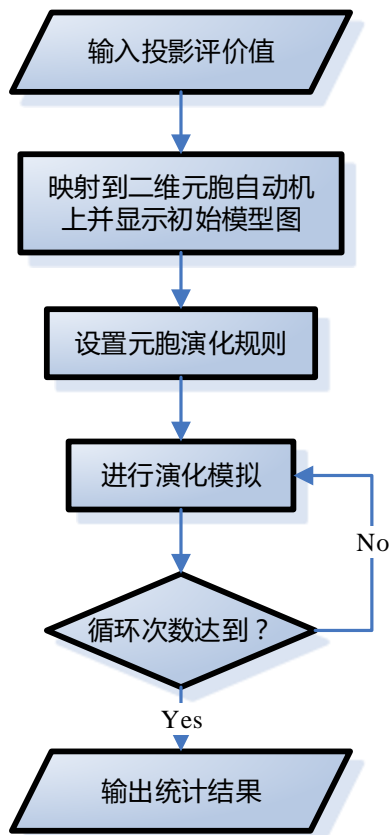 输入投影评价值
映射到二维元胞自动机
上并显示初始模型图
设置元胞演化规则
进行演化模拟
No
循环次数达到？
Yes
输出统计结果